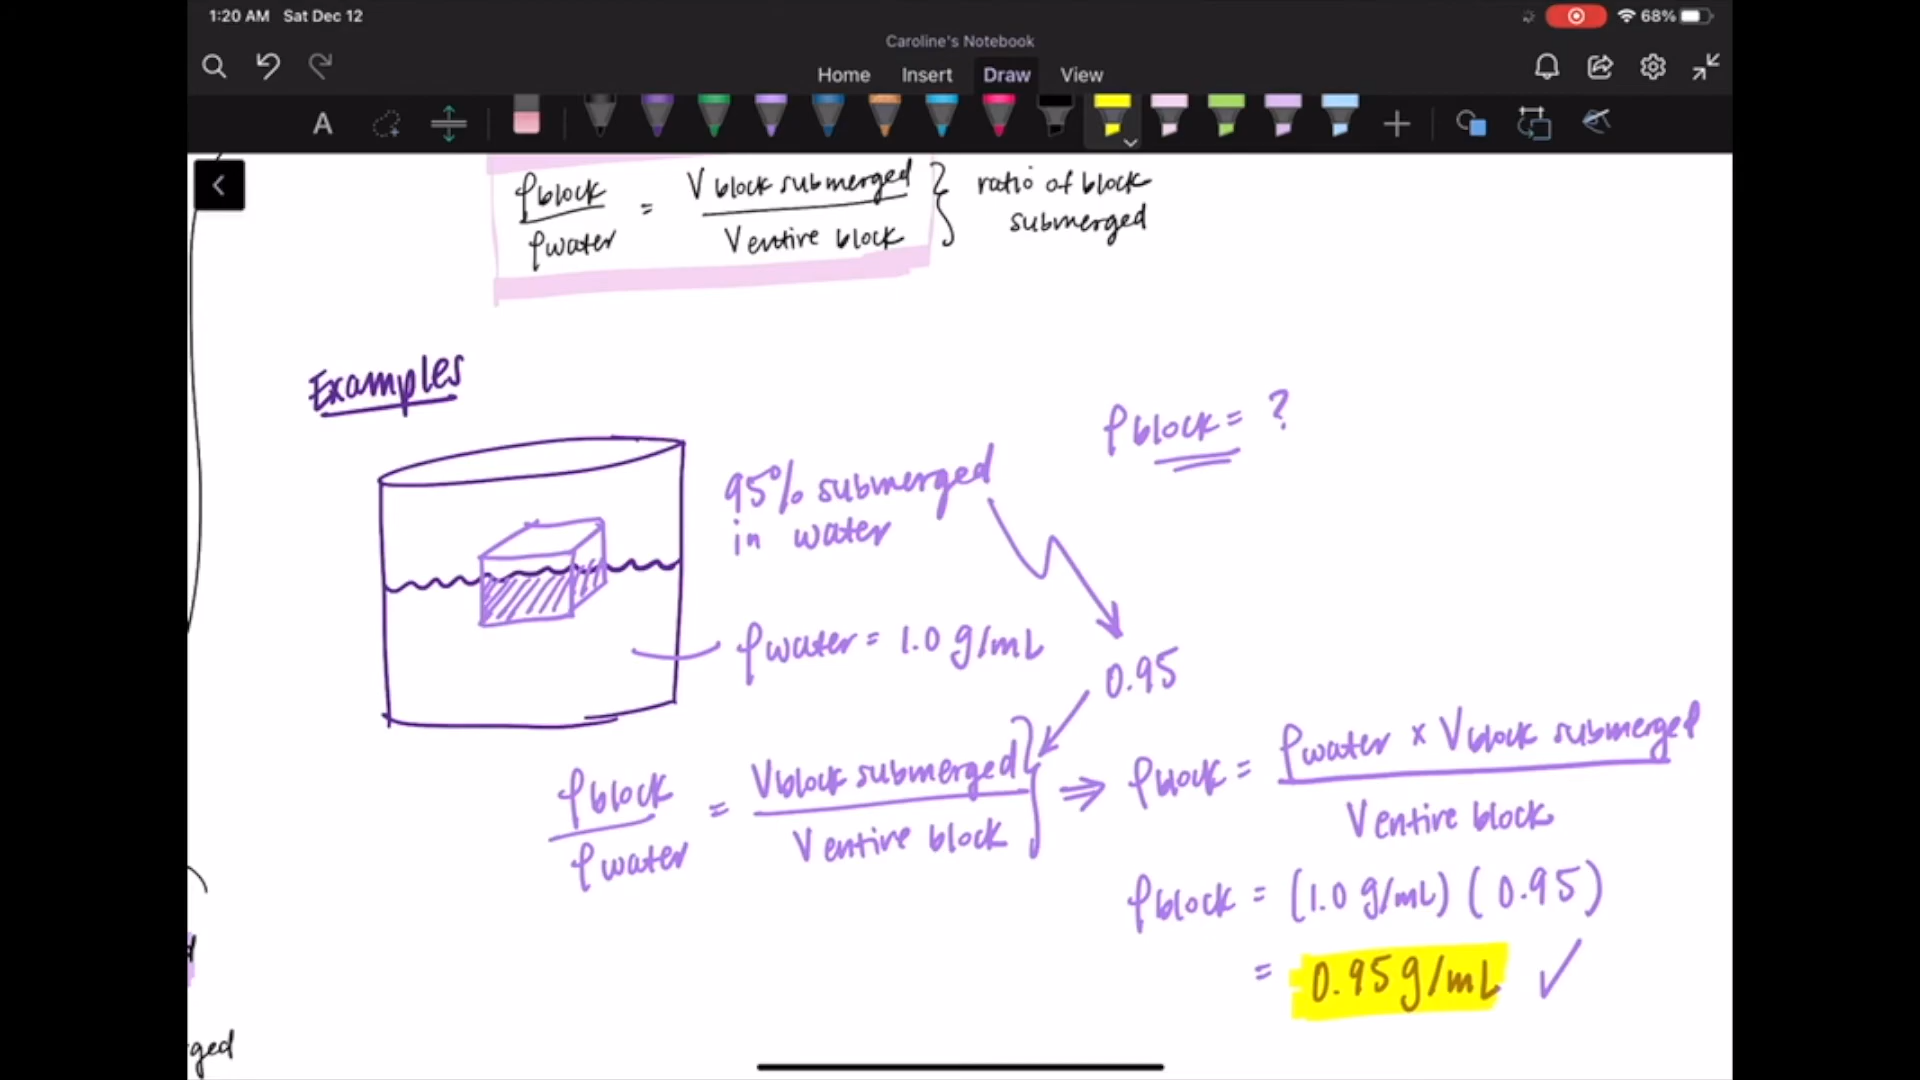 1:20 AM Sat Dec 12
68%
Caroline's Notebook
Home Insert Draw View
A
ρblock / ρwater = V block submerged / V entire block } ratio of block
submerged
Examples
ρblock = ?
95% submerged
in water
ρwater = 1.0 g/mL
0.95
ρblock / ρwater = Vblock submerged / V entire block } ⇒ ρblock = ρwater x Vblock submerged / V entire block
ρblock = (1.0 g/mL) (0.95)
= 0.95 g/mL ✓
ged